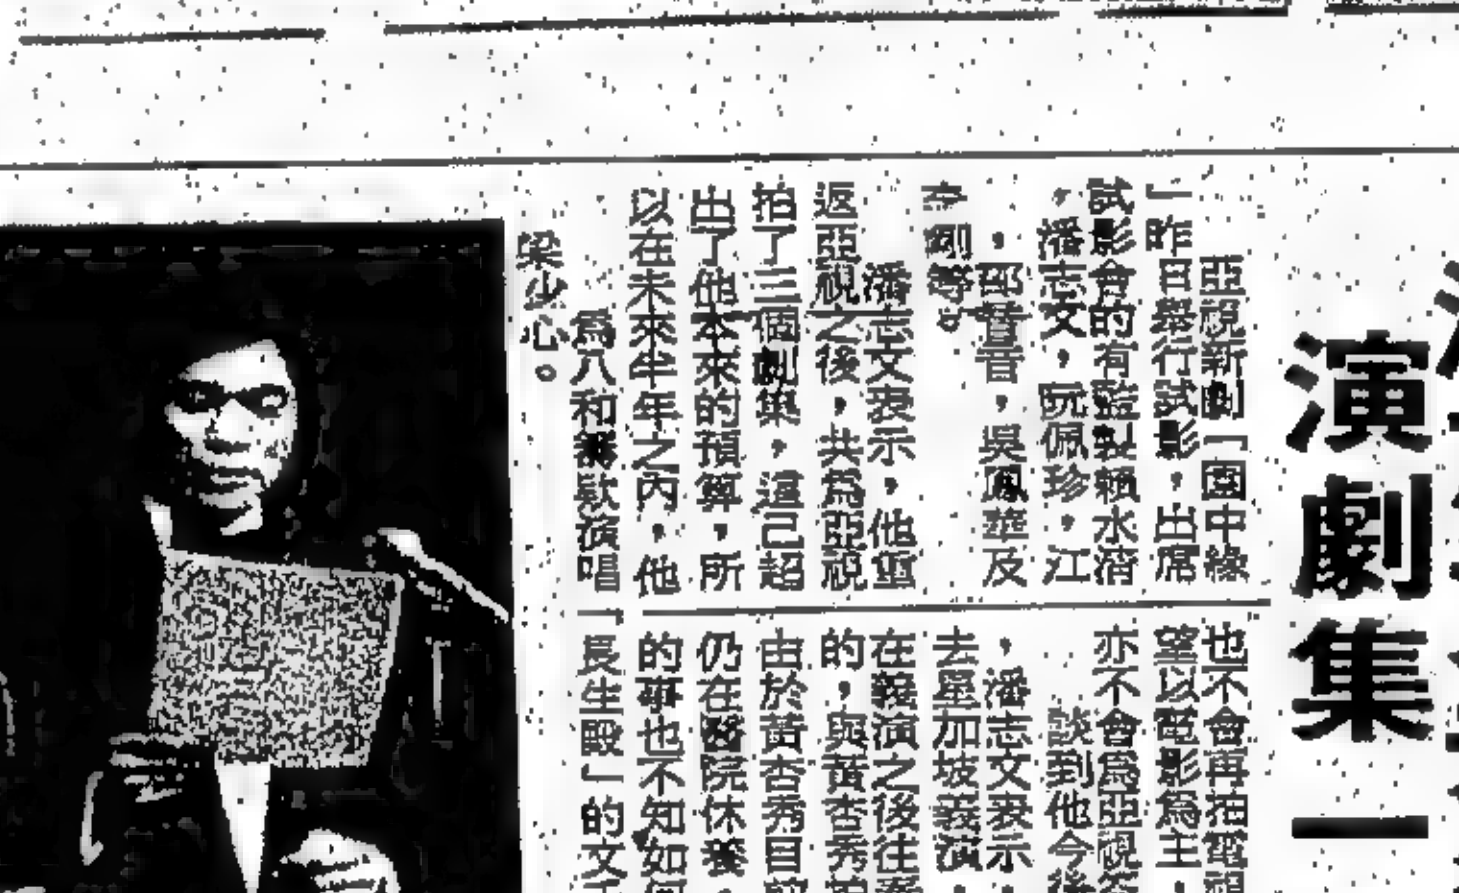 演劇集一
亞視新劇「團中緣
」昨日舉行試影，出席
試影會的有監製賴水清
，潘志文，阮佩珍，江
，邵音音，吳鳳華及
李剛等。
潘志文表示，他重
返亞視之後，共為亞視
拍了三個劇集，這已超
出了他本來的預算，所
以在未來半年之內，他
也不會再拍電視
望以電影為主，
亦不會為亞視
談到他今後
，潘志文表示
去星加坡義演，
在義演之後往
的，與黃杏秀拍
由於黃杏秀目前
仍在醫院休養，
的事也不知如何
為八和 歌演唱
「長生殿」的文
梁少心。